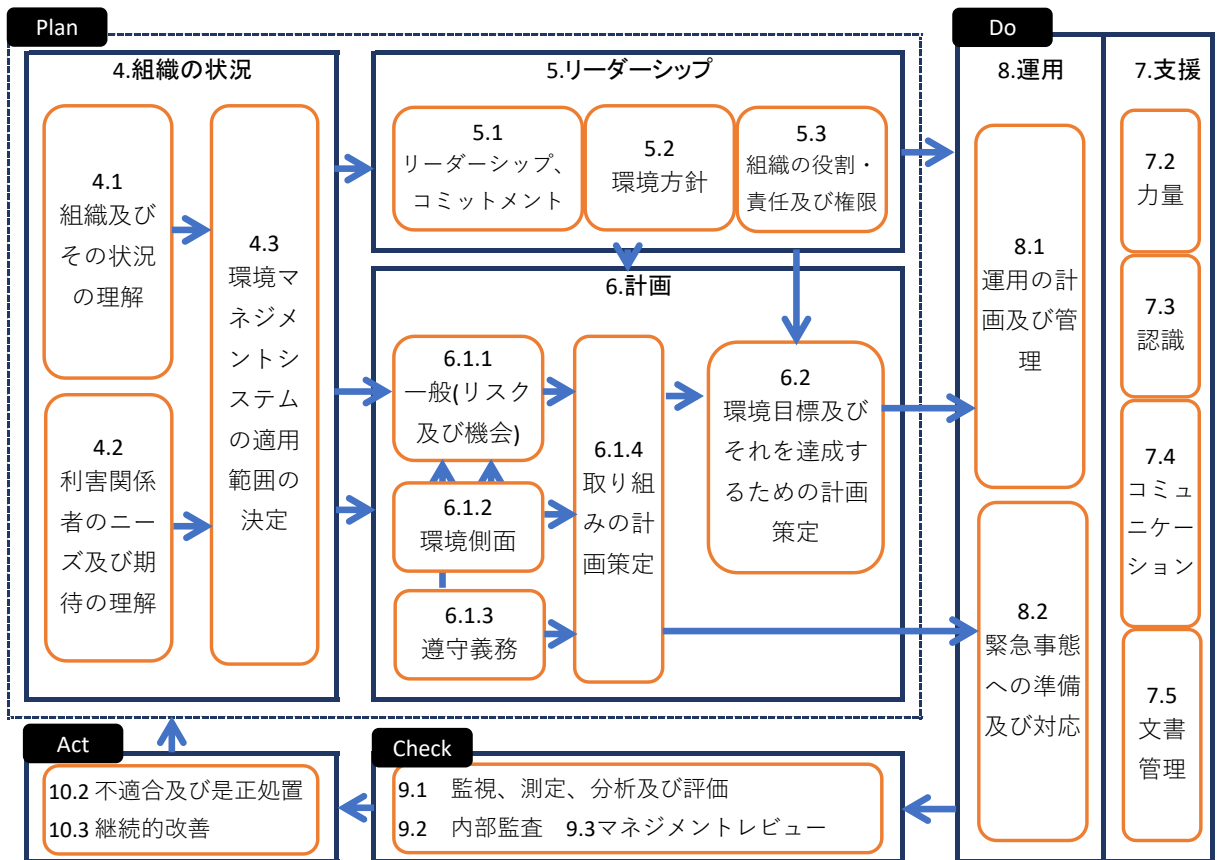 Plan
4.組織の状況
4.1
組織及び
その状況
の理解
4.2
利害関係
者のニー
ズ及び期
待の理解
4.3
環境マ
ネジメ
ントシ
ステム
の適用
範囲の
決定
5.リーダーシップ
5.1
リーダーシップ、
コミットメント
5.2
環境方針
5.3
組織の役割・
責任及び権限
6.計画
6.1.1
一般(リスク
及び機会)
6.1.2
環境側面
6.1.3
遵守義務
6.1.4
取り組
みの計
画策定
6.2
環境目標及び
それを達成す
るための計画
策定
Do
8.運用
8.1
運用の計
画及び管
理
8.2
緊急事態
への準備
及び対応
7.支援
7.2
力量
7.3
認識
7.4
コミュ
ニケー
ション
7.5
文書
管理
Act
10.2 不適合及び是正処置
10.3 継続的改善
Check
9.1 監視、測定、分析及び評価
9.2 内部監査 9.3マネジメントレビュー